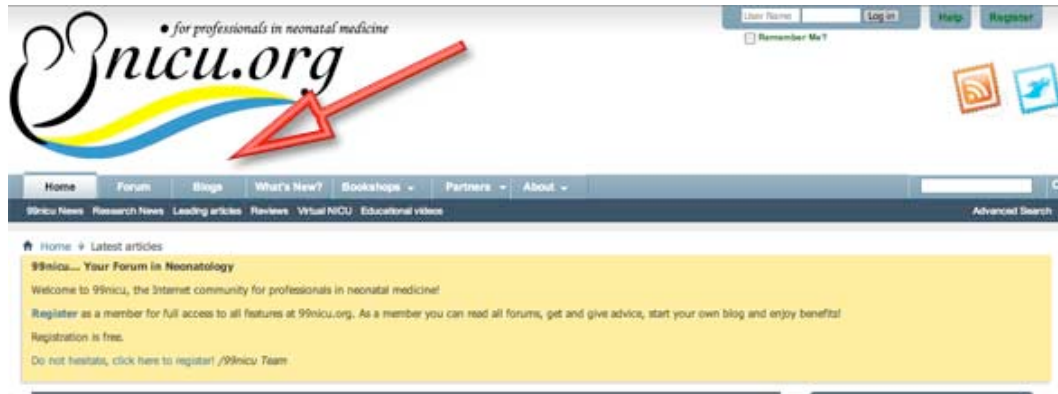 • for professionals in neonatal medicine
99nicu.org
User Name Log in Help Register
Remember Me?
Home Forum Blogs What's New? Bookshops Partners About
99nicu News Research News Leading articles Reviews Virtual NICU Educational videos Advanced Search
Home Latest articles
99nicu... Your Forum in Neonatology
Welcome to 99nicu, the Internet community for professionals in neonatal medicine!
Register as a member for full access to all features at 99nicu.org. As a member you can read all forums, get and give advice, start your own blog and enjoy benefits!
Registration is free.
Do not hesitate, click here to register! /99nicu Team